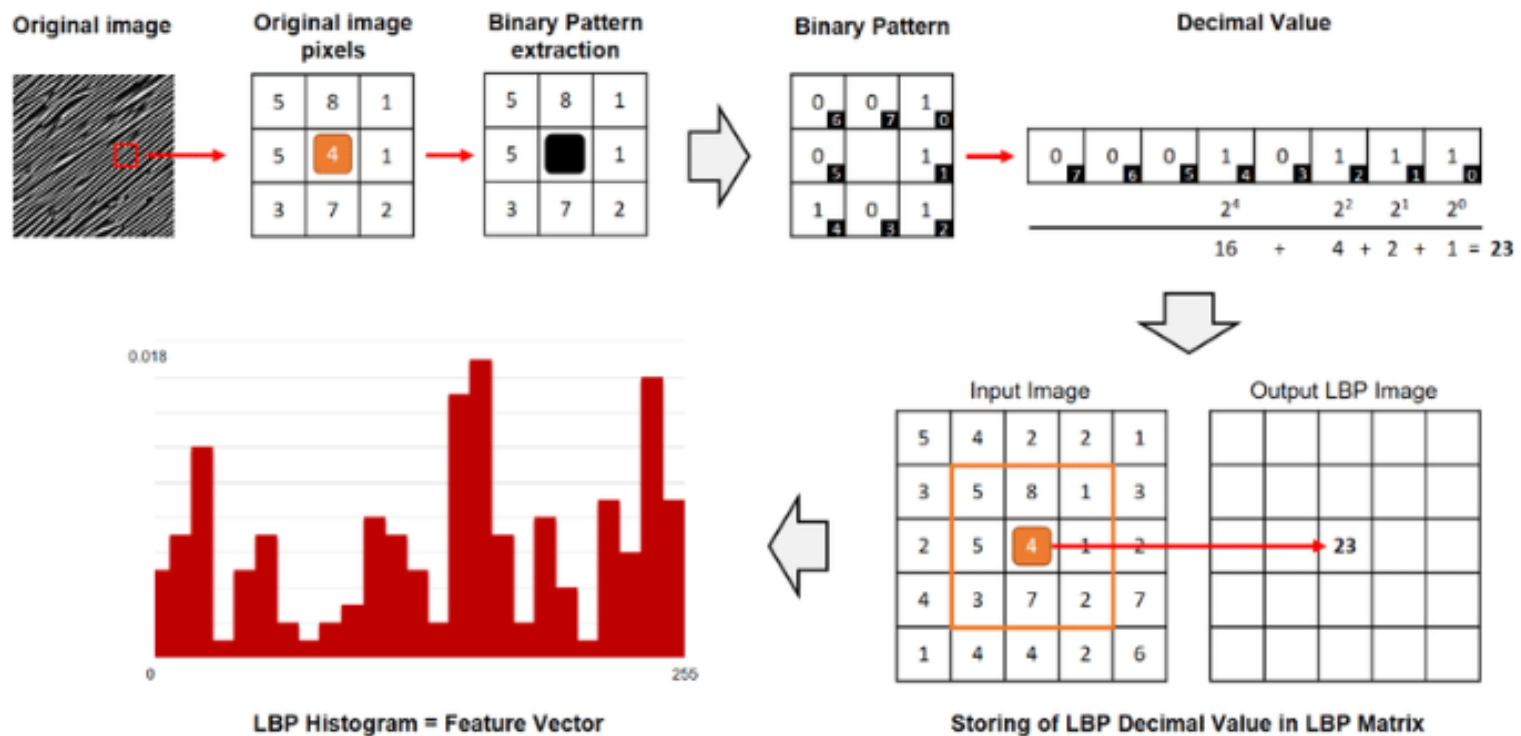 Original image
Original image pixels
Binary Pattern extraction
Binary Pattern
Decimal Value
5 8 1
5 4 1
3 7 2
5 8 1
5 1
3 7 2
0 6 0 7 1 0
0 5 1 1
1 4 0 3 1 2
0 7 0 6 0 5 1 4 0 3 1 2 1 1 1 0
2⁴ 2² 2¹ 2⁰
16 + 4 + 2 + 1 = 23
Input Image
Output LBP Image
5 4 2 2 1
3 5 8 1 3
2 5 4 1 2
4 3 7 2 7
1 4 4 2 6
23
Storing of LBP Decimal Value in LBP Matrix
0.018
0 255
LBP Histogram = Feature Vector